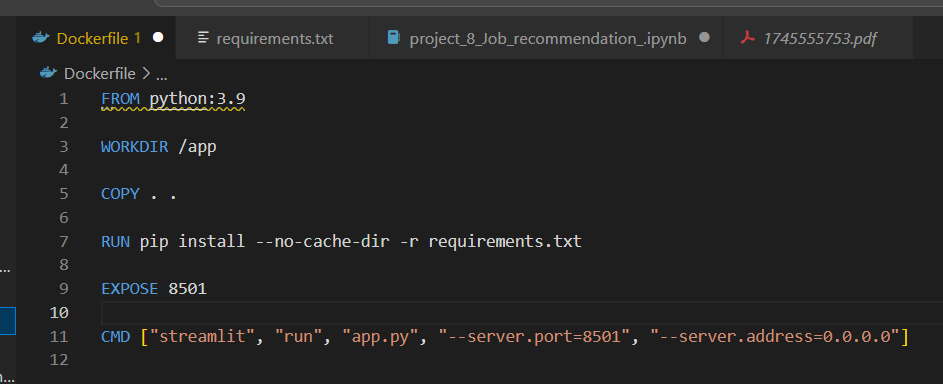 Dockerfile 1 requirements.txt project_8_Job_recommendation_.ipynb 1745555753.pdf
Dockerfile > ...
1 FROM python:3.9
2
3 WORKDIR /app
4
5 COPY . .
6
7 RUN pip install --no-cache-dir -r requirements.txt
8
9 EXPOSE 8501
10
11 CMD ["streamlit", "run", "app.py", "--server.port=8501", "--server.address=0.0.0.0"]
12